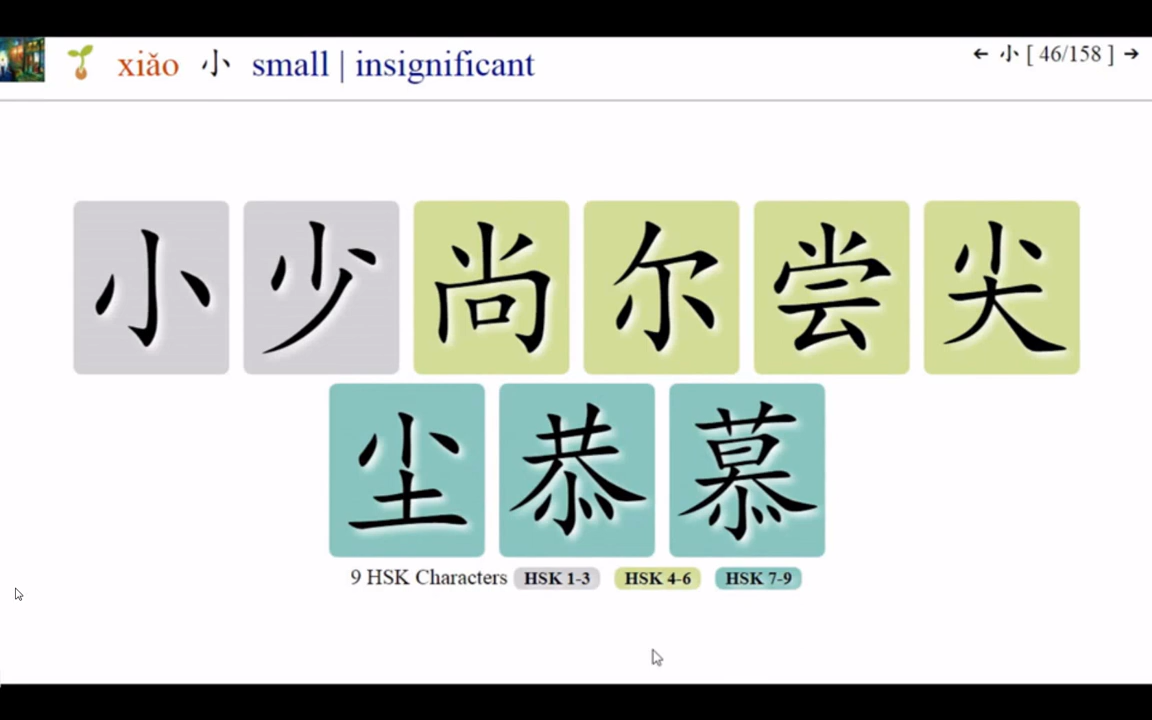 xiǎo 小 small | insignificant
← 小 [ 46/158 ] →
小 少 尚 尔 尝 尖
尘 恭 慕
9 HSK Characters HSK 1-3 HSK 4-6 HSK 7-9